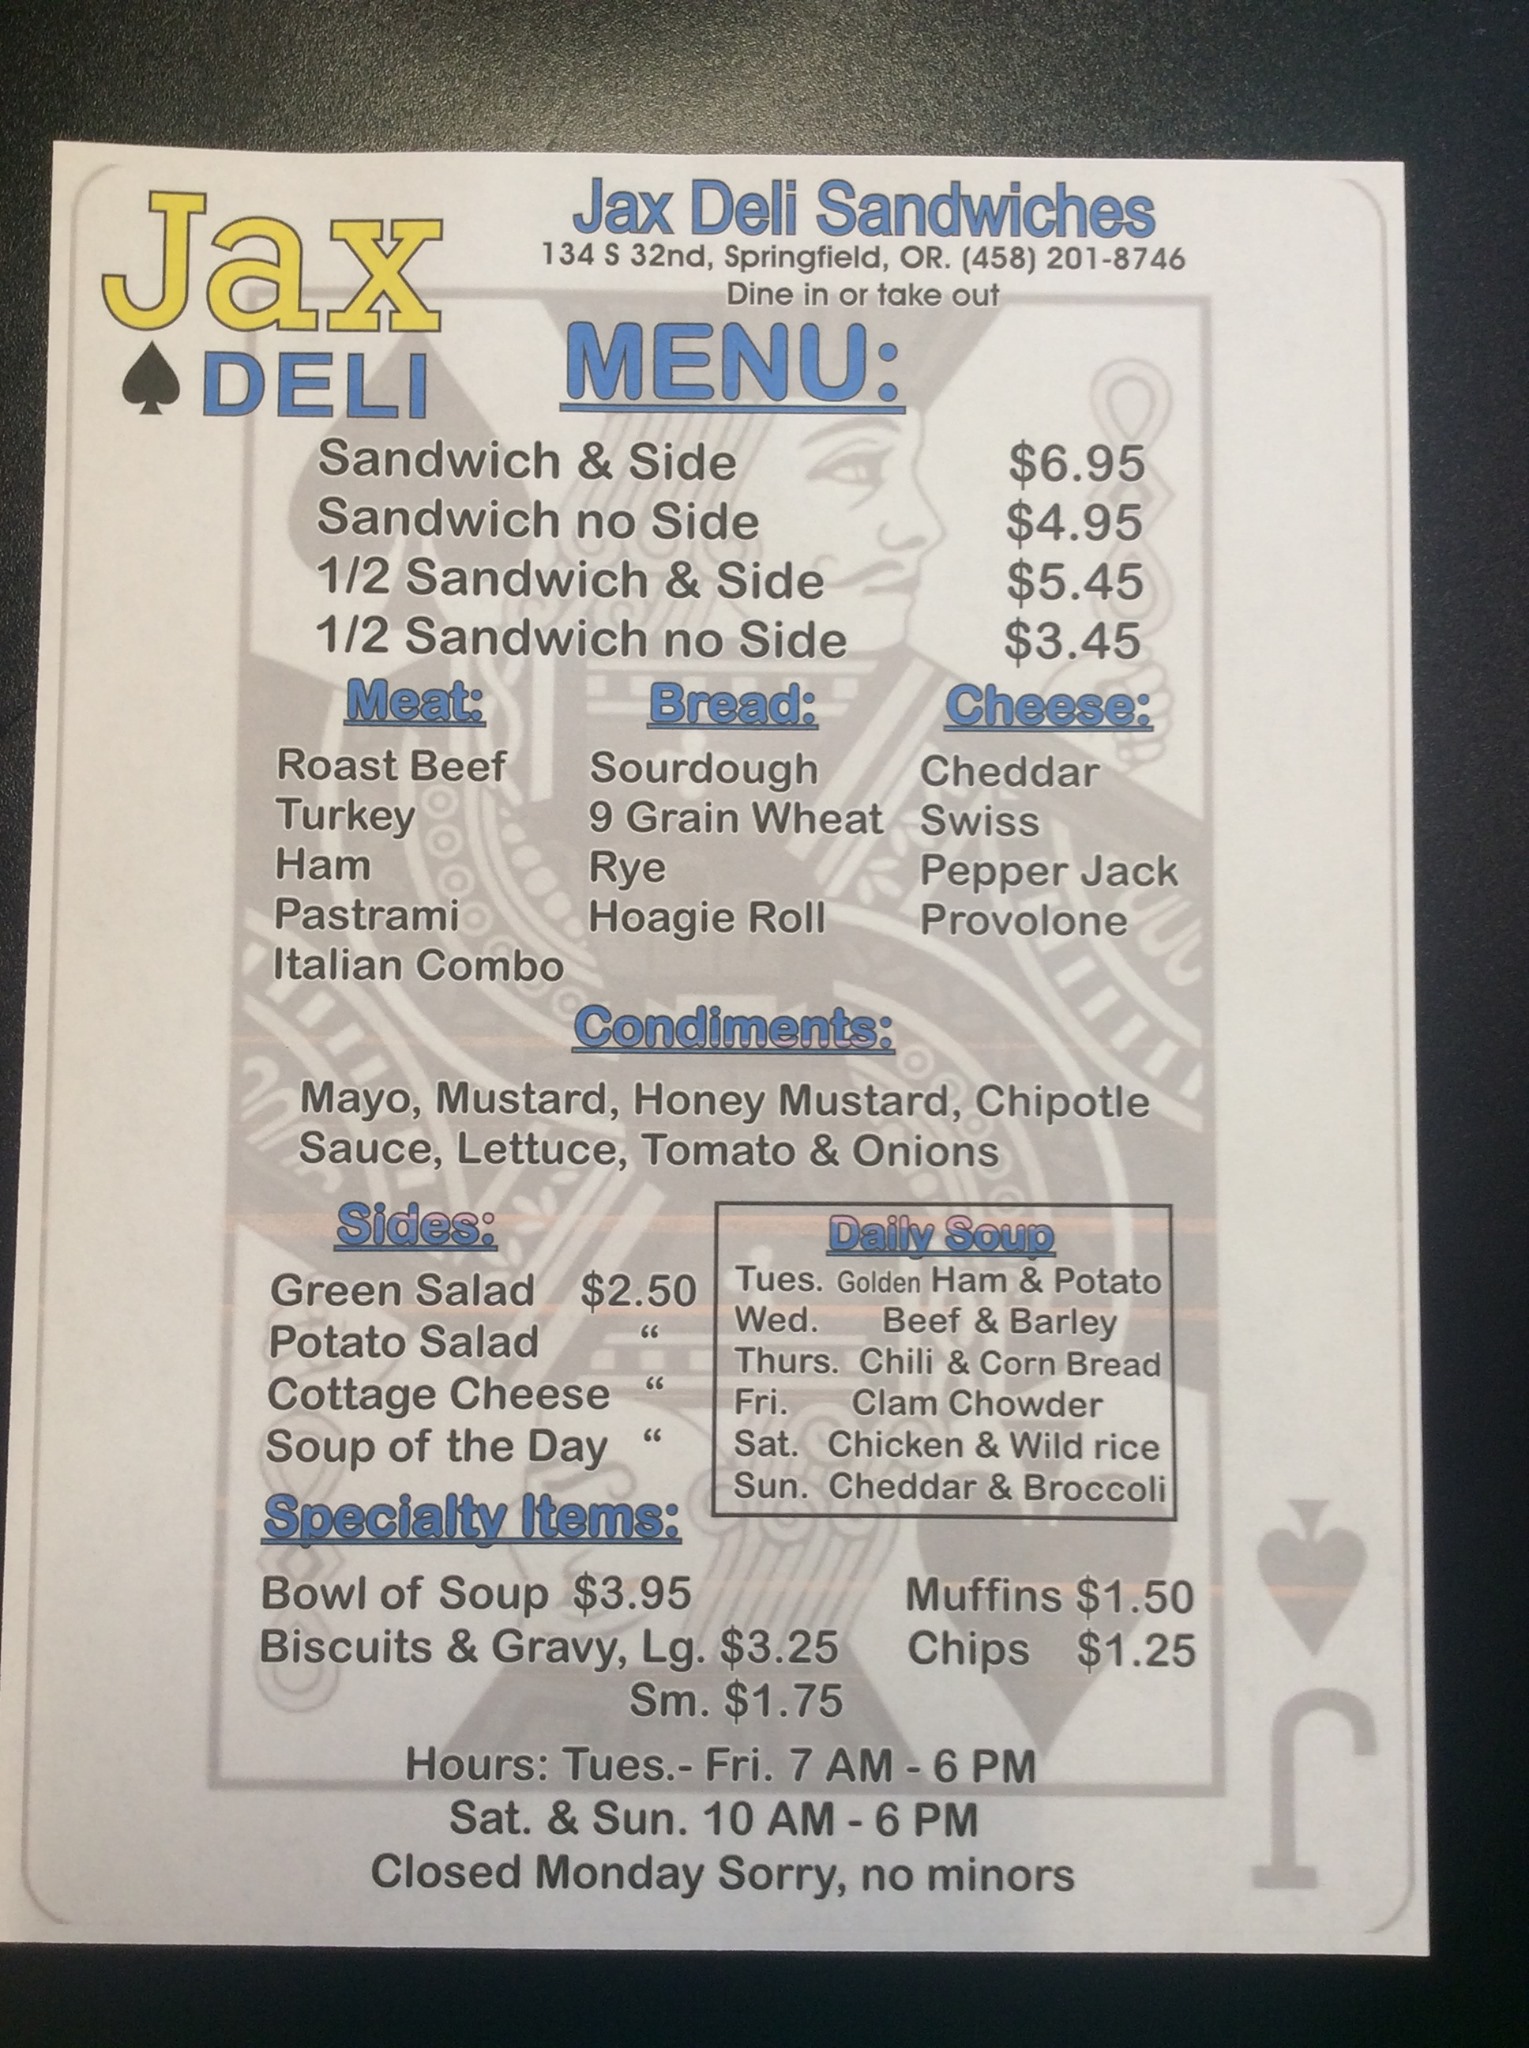 Jax
DELI
Jax Deli Sandwiches
134 S 32nd, Springfield, OR. (458) 201-8746
Dine in or take out
MENU:
Sandwich & Side $6.95
Sandwich no Side $4.95
1/2 Sandwich & Side $5.45
1/2 Sandwich no Side $3.45
Meat:
Roast Beef
Turkey
Ham
Pastrami
Italian Combo
Bread:
Sourdough
9 Grain Wheat
Rye
Hoagie Roll
Cheese:
Cheddar
Swiss
Pepper Jack
Provolone
Condiments:
Mayo, Mustard, Honey Mustard, Chipotle
Sauce, Lettuce, Tomato & Onions
Sides:
Green Salad $2.50
Potato Salad “
Cottage Cheese “
Soup of the Day “
Daily Soup
Tues. Golden Ham & Potato
Wed. Beef & Barley
Thurs. Chili & Corn Bread
Fri. Clam Chowder
Sat. Chicken & Wild rice
Sun. Cheddar & Broccoli
Specialty Items:
Bowl of Soup $3.95
Biscuits & Gravy, Lg. $3.25
Sm. $1.75
Muffins $1.50
Chips $1.25
Hours: Tues.- Fri. 7 AM - 6 PM
Sat. & Sun. 10 AM - 6 PM
Closed Monday Sorry, no minors
J